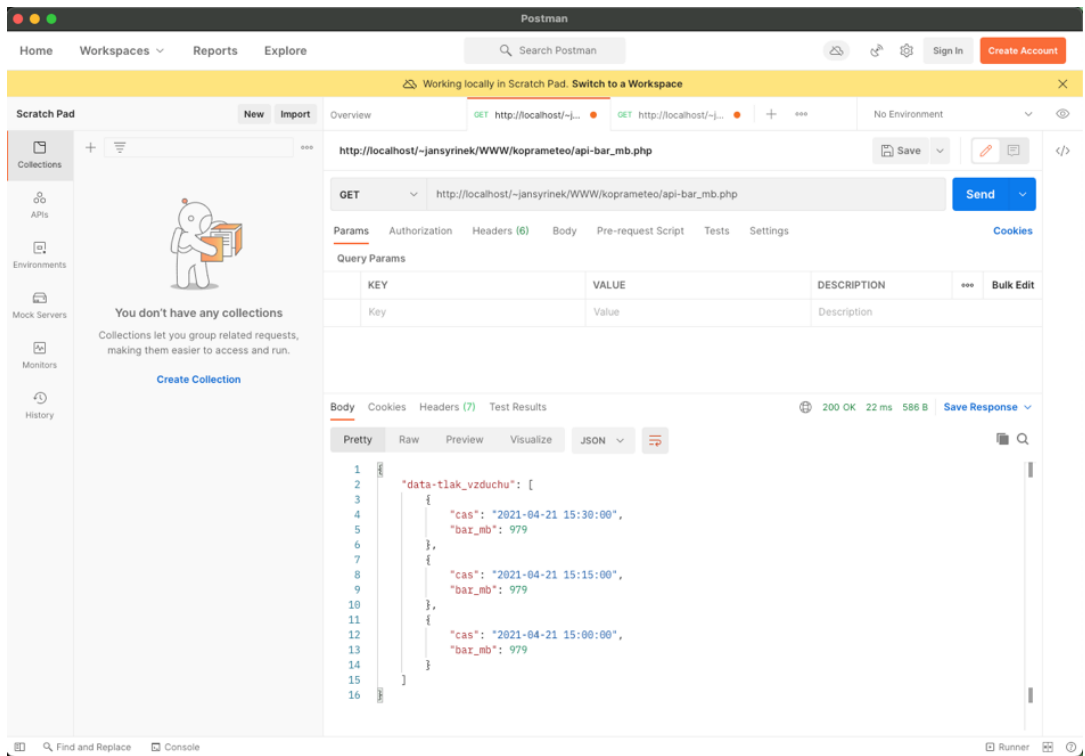 Postman
Home Workspaces Reports Explore Search Postman Sign In Create Account
Working locally in Scratch Pad. Switch to a Workspace
Scratch Pad New Import Overview GET http://localhost/~j... GET http://localhost/~j... No Environment
Collections
APIs
Environments
Mock Servers
Monitors
History
You don't have any collections
Collections let you group related requests,
making them easier to access and run.
Create Collection
http://localhost/~jansyrinek/WWW/koprameteo/api-bar_mb.php Save
GET http://localhost/~jansyrinek/WWW/koprameteo/api-bar_mb.php Send
Params Authorization Headers (6) Body Pre-request Script Tests Settings Cookies
Query Params
KEY VALUE DESCRIPTION Bulk Edit
Key Value Description
Body Cookies Headers (7) Test Results 200 OK 22 ms 586 B Save Response
Pretty Raw Preview Visualize JSON
1 {
2 "data-tlak_vzduchu": [
3 {
4 "cas": "2021-04-21 15:30:00",
5 "bar_mb": 979
6 },
7 {
8 "cas": "2021-04-21 15:15:00",
9 "bar_mb": 979
10 },
11 {
12 "cas": "2021-04-21 15:00:00",
13 "bar_mb": 979
14 }
15 ]
16 }
Find and Replace Console Runner